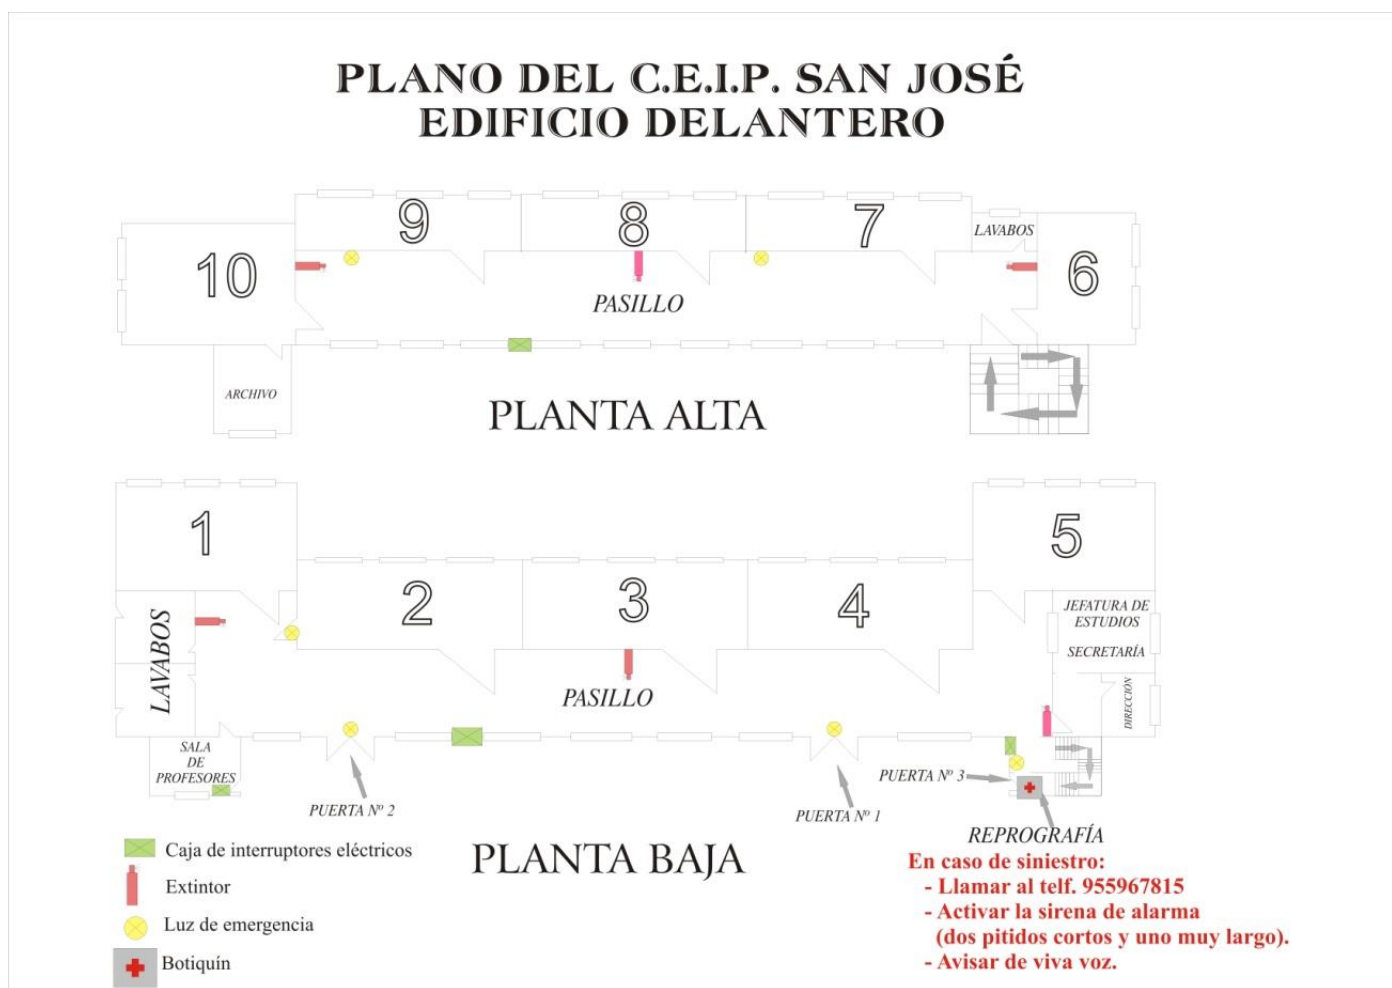 PLANO DEL C.E.I.P. SAN JOSÉ
EDIFICIO DELANTERO
9
8
7
LAVABOS
10
6
PASILLO
ARCHIVO
PLANTA ALTA
1
5
2
3
4
LAVABOS
JEFATURA DE
ESTUDIOS
SECRETARÍA
DIRECCIÓN
PASILLO
SALA
DE
PROFESORES
PUERTA Nº 2
PUERTA Nº 1
PUERTA Nº 3
REPROGRAFÍA
PLANTA BAJA
Caja de interruptores eléctricos
Extintor
Luz de emergencia
Botiquín
En caso de siniestro:
- Llamar al telf. 955967815
- Activar la sirena de alarma
(dos pitidos cortos y uno muy largo).
- Avisar de viva voz.